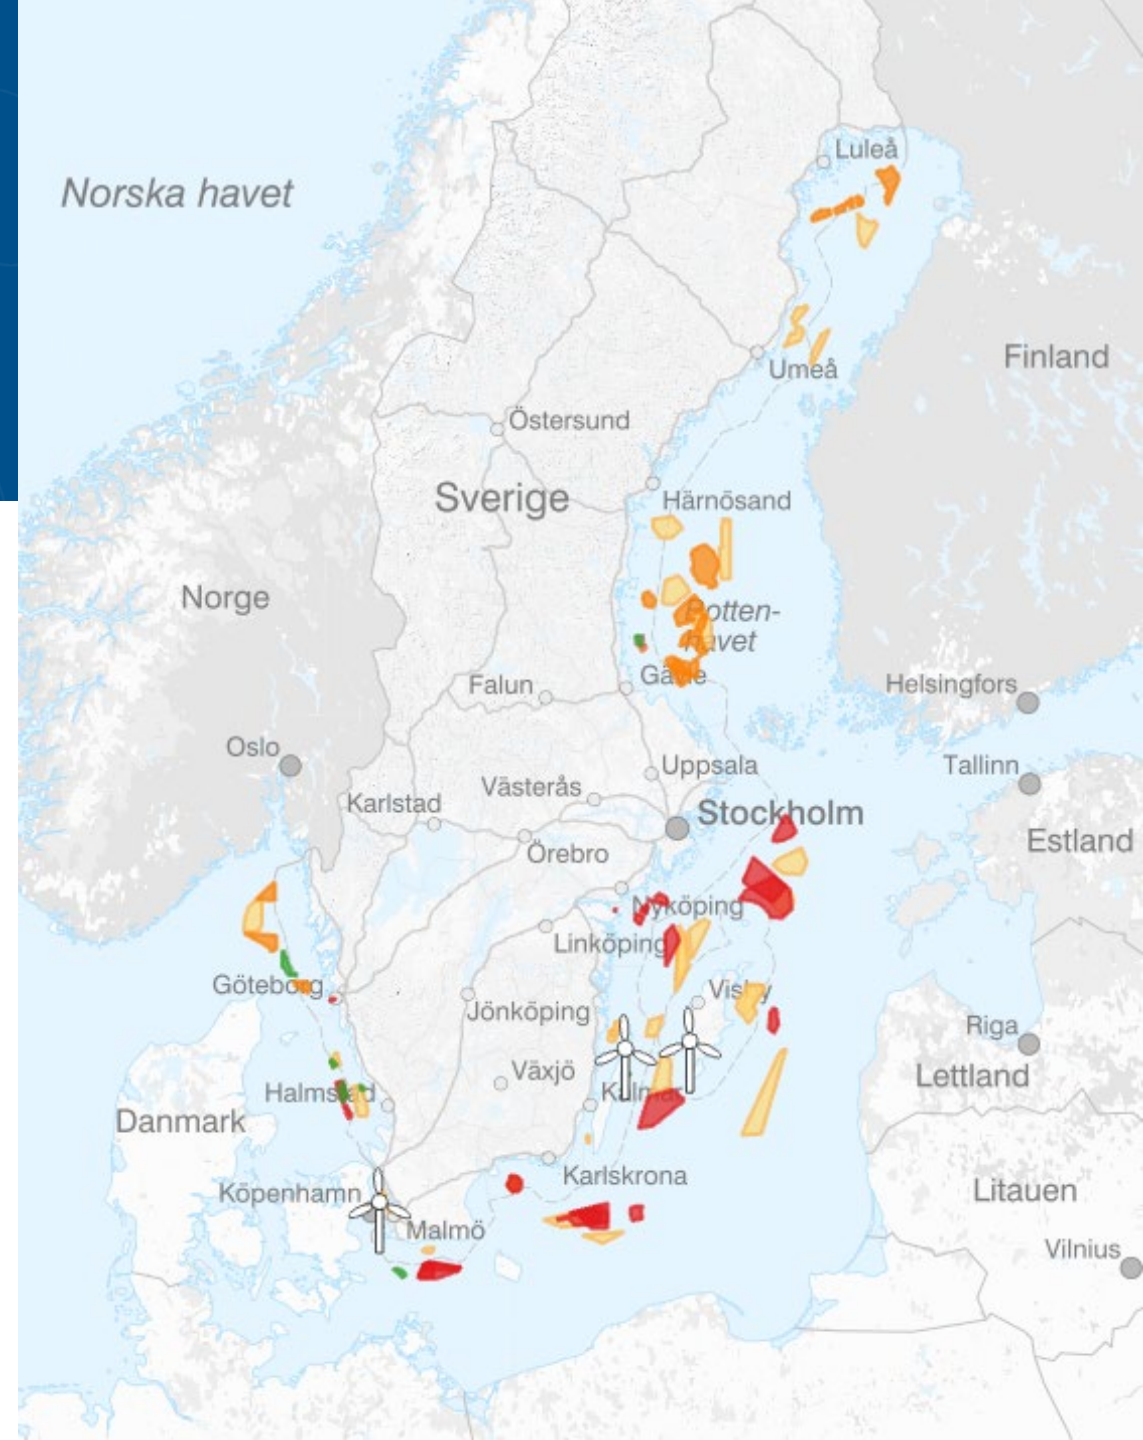 Luleå
Norska havet
Finland
Umeå
Östersund
Sverige
Härnösand
Norge
Botten-
havet
Gävle
Falun
Helsingfors
Oslo
Uppsala
Tallinn
Västerås
Karlstad
Stockholm
Örebro
Estland
Nyköping
Linköping
Göteborg
Visby
Jönköping
Riga
Växjö
Lettland
Halmstad
Kalmar
Danmark
Karlskrona
Köpenhamn
Litauen
Malmö
Vilnius